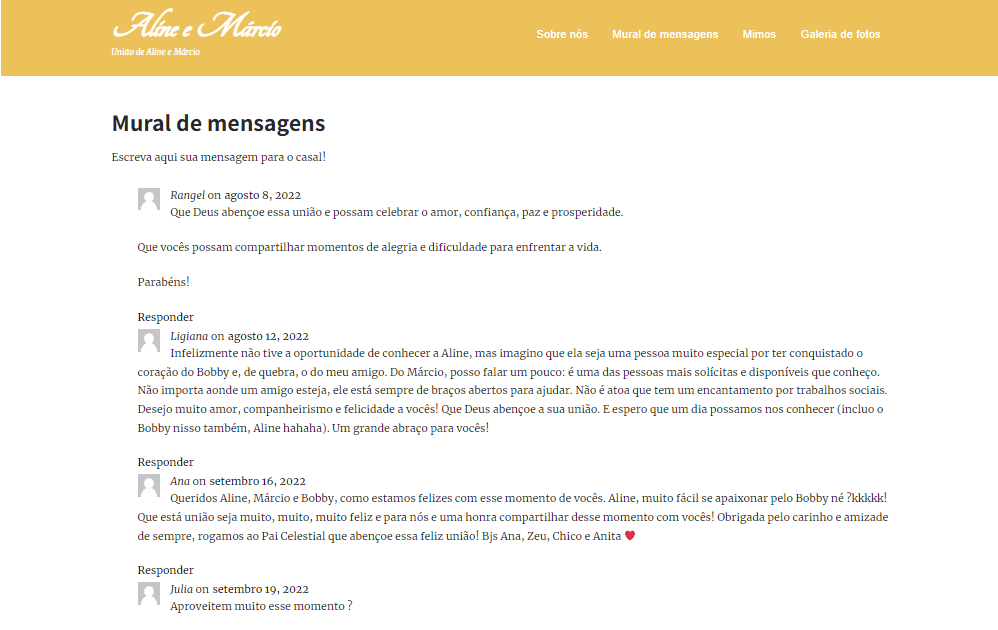 Aline e Márcio
União de Aline e Márcio
Sobre nós Mural de mensagens Mimos Galeria de fotos
Mural de mensagens
Escreva aqui sua mensagem para o casal!
Rangel on agosto 8, 2022
Que Deus abençoe essa união e possam celebrar o amor, confiança, paz e prosperidade.
Que vocês possam compartilhar momentos de alegria e dificuldade para enfrentar a vida.
Parabéns!
Responder
Ligiana on agosto 12, 2022
Infelizmente não tive a oportunidade de conhecer a Aline, mas imagino que ela seja uma pessoa muito especial por ter conquistado o
coração do Bobby e, de quebra, o do meu amigo. Do Márcio, posso falar um pouco: é uma das pessoas mais solícitas e disponíveis que conheço.
Não importa aonde um amigo esteja, ele está sempre de braços abertos para ajudar. Não é atoa que tem um encantamento por trabalhos sociais.
Desejo muito amor, companheirismo e felicidade a vocês! Que Deus abençoe a sua união. E espero que um dia possamos nos conhecer (incluo o
Bobby nisso também, Aline hahaha). Um grande abraço para vocês!
Responder
Ana on setembro 16, 2022
Queridos Aline, Márcio e Bobby, como estamos felizes com esse momento de vocês. Aline, muito fácil se apaixonar pelo Bobby né ?kkkkk!
Que está união seja muito, muito, muito feliz e para nós e uma honra compartilhar desse momento com vocês! Obrigada pelo carinho e amizade
de sempre, rogamos ao Pai Celestial que abençoe essa feliz união! Bjs Ana, Zeu, Chico e Anita ❤
Responder
Julia on setembro 19, 2022
Aproveitem muito esse momento ?